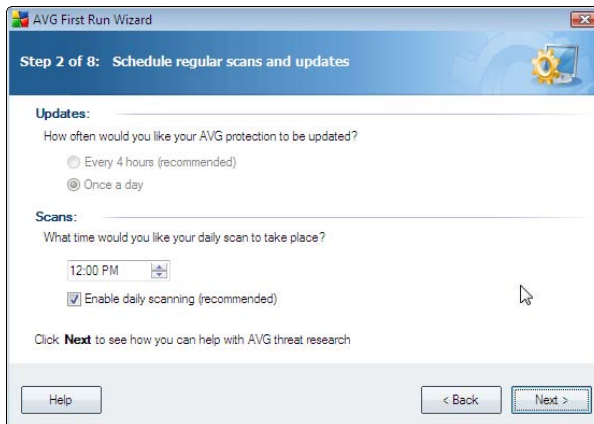 AVG First Run Wizard
Step 2 of 8: Schedule regular scans and updates
Updates:
How often would you like your AVG protection to be updated?
Every 4 hours (recommended)
Once a day
Scans:
What time would you like your daily scan to take place?
12:00 PM
Enable daily scanning (recommended)
Click Next to see how you can help with AVG threat research
Help
< Back
Next >